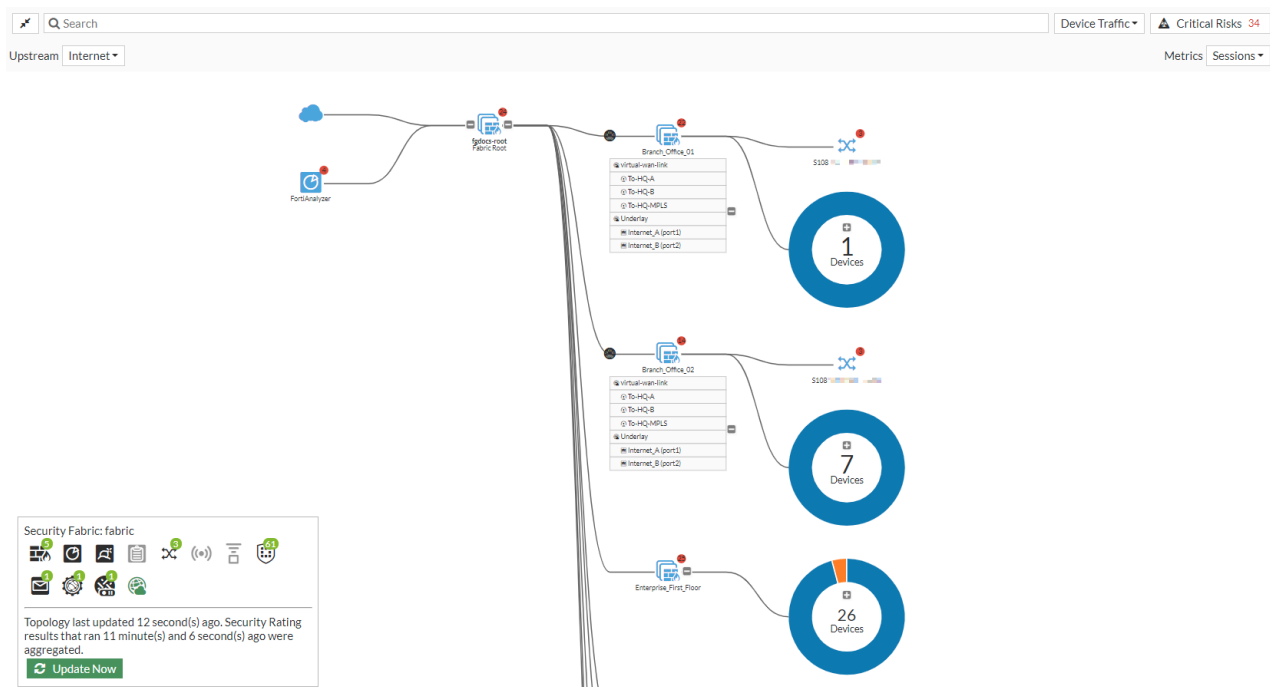 Search
Device Traffic
Critical Risks 34
Upstream Internet
Metrics Sessions
fgdocs-root
Fabric Root
FortiAnalyzer
Branch_Office_01
virtual-wan-link
To-HQ-A
To-HQ-B
To-HQ-MPLS
Underlay
Internet_A (port1)
Internet_B (port2)
S108
1
Devices
Branch_Office_02
virtual-wan-link
To-HQ-A
To-HQ-B
To-HQ-MPLS
Underlay
Internet_A (port1)
Internet_B (port2)
S108
7
Devices
Enterprise_First_Floor
26
Devices
Security Fabric: fabric
5 3 61
1 1 1
Topology last updated 12 second(s) ago. Security Rating
results that ran 11 minute(s) and 6 second(s) ago were
aggregated.
Update Now